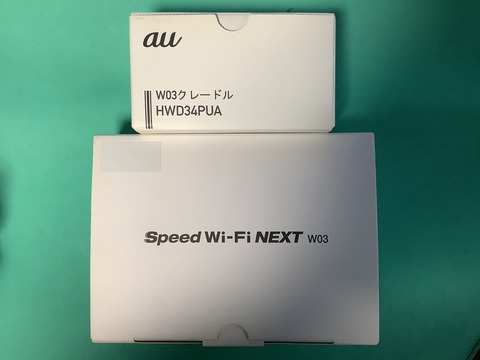 au
W03クレードル
HWD34PUA
Speed Wi-Fi NEXT W03